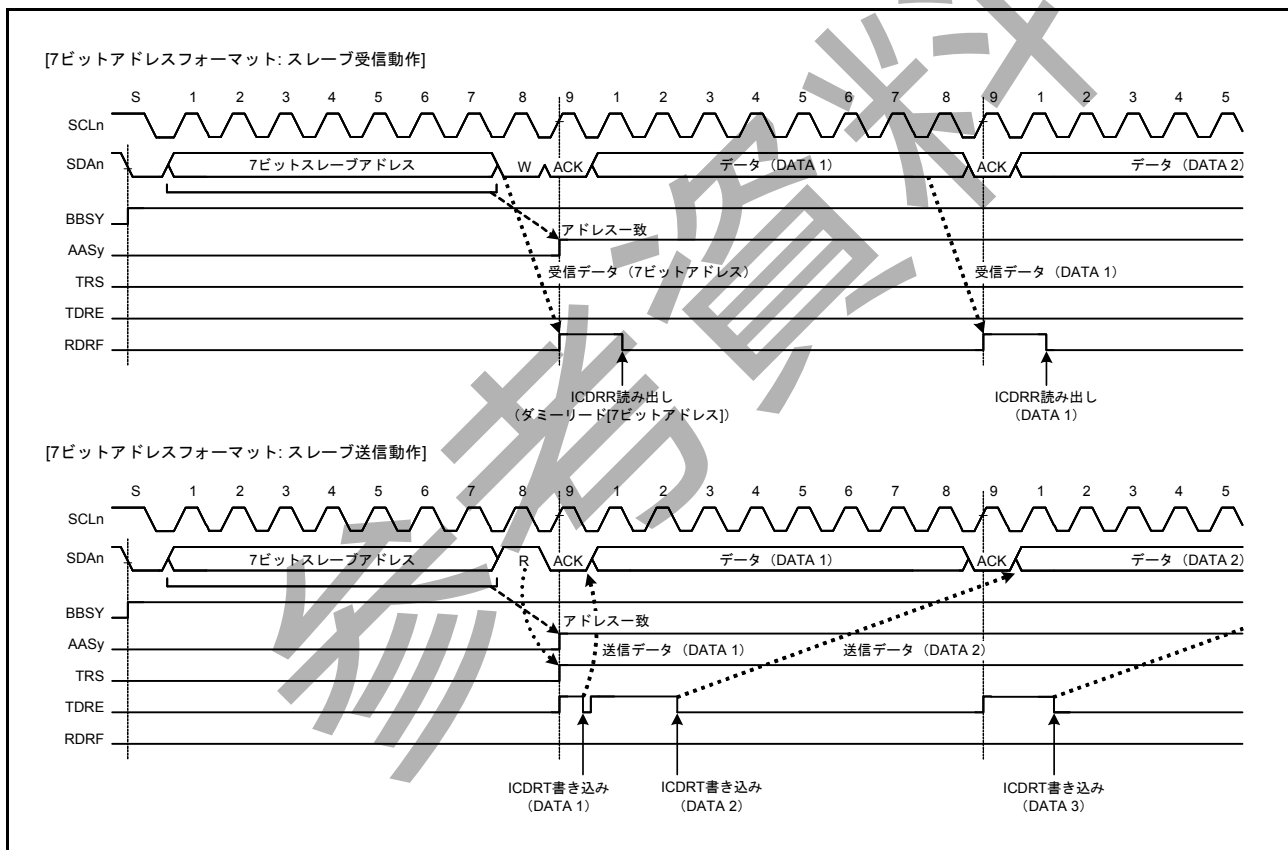 参考資料
[7ビットアドレスフォーマット: スレーブ受信動作]
S 1 2 3 4 5 6 7 8 9 1 2 3 4 5 6 7 8 9 1 2 3 4 5
SCLn
SDAn 7ビットスレーブアドレス W ACK データ（DATA 1） ACK データ（DATA 2）
BBSY
アドレス一致
AASy
受信データ（7ビットアドレス） 受信データ（DATA 1）
TRS
TDRE
RDRF
ICDRR読み出し
（ダミーリード[7ビットアドレス]）
ICDRR読み出し
（DATA 1）
[7ビットアドレスフォーマット: スレーブ送信動作]
S 1 2 3 4 5 6 7 8 9 1 2 3 4 5 6 7 8 9 1 2 3 4 5
SCLn
SDAn 7ビットスレーブアドレス R ACK データ（DATA 1） ACK データ（DATA 2）
BBSY
アドレス一致
AASy
送信データ（DATA 1） 送信データ（DATA 2）
TRS
TDRE
RDRF
ICDRT書き込み
（DATA 1）
ICDRT書き込み
（DATA 2）
ICDRT書き込み
（DATA 3）